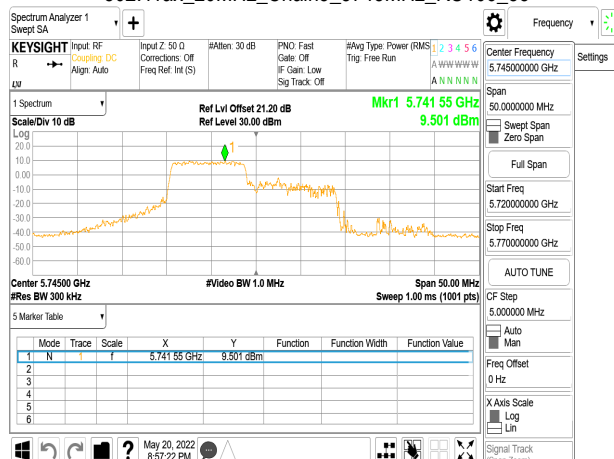 Spectrum Analyzer 1
Swept SA
+
Frequency
KEYSIGHT
R
LXI
Input: RF
Coupling: DC
Align: Auto
Input Z: 50 Ω
Corrections: Off
Freq Ref: Int (S)
#Atten: 30 dB
PNO: Fast
Gate: Off
IF Gain: Low
Sig Track: Off
#Avg Type: Power (RMS
Trig: Free Run
1 2 3 4 5 6
A W W W W W
A N N N N N
1 Spectrum
Scale/Div 10 dB
Log
Ref Lvl Offset 21.20 dB
Ref Level 30.00 dBm
Mkr1 5.741 55 GHz
9.501 dBm
1
20.0
10.0
0.00
-10.0
-20.0
-30.0
-40.0
-50.0
-60.0
Center 5.74500 GHz
#Res BW 300 kHz
#Video BW 1.0 MHz
Span 50.00 MHz
Sweep 1.00 ms (1001 pts)
5 Marker Table
Mode Trace Scale X Y Function Function Width Function Value
1 N 1 f 5.741 55 GHz 9.501 dBm
2
3
4
5
6
May 20, 2022
8:57:22 PM
Center Frequency
5.745000000 GHz
Settings
Span
50.0000000 MHz
Swept Span
Zero Span
Full Span
Start Freq
5.720000000 GHz
Stop Freq
5.770000000 GHz
AUTO TUNE
CF Step
5.000000 MHz
Auto
Man
Freq Offset
0 Hz
X Axis Scale
Log
Lin
Signal Track